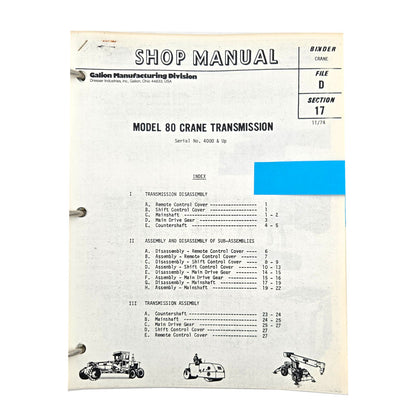 SHOP MANUAL
Galion Manufacturing Division
Dresser Industries, Inc., Galion, Ohio 44833, USA
BINDER
CRANE
FILE
D
SECTION
17
11/78
MODEL 80 CRANE TRANSMISSION
Serial No. 4000 & Up
INDEX
I TRANSMISSION DISASSEMBLY
A. Remote Control Cover --------------- 1
B. Shift Control Cover ---------------- 1
C. Mainshaft -------------------------- 1 - 2
D. Main Drive Gear -------------------- 3
E. Countershaft ----------------------- 4 - 5
II ASSEMBLY AND DISASSEMBLY OF SUB-ASSEMBLIES
A. Disassembly - Remote Control Cover ---- 6
B. Assembly - Remote Control Cover -------
C. Disassembly - Shift Control Cover ----- 8 - 9
D. Assembly - Shift Control Cover -------- 10 - 13
E. Disassembly - Main Drive Gear --------- 14 - 15
F. Assembly - Main Drive Gear ------------ 15 - 16
G. Disassembly - Mainshaft --------------- 17 - 19
H. Assembly - Mainshaft ------------------ 19 - 22
III TRANSMISSION ASSEMBLY
A. Countershaft ----------------------- 23 - 24
B. Mainshaft -------------------------- 24 - 25
C. Main Drive Gear -------------------- 25 - 27
D. Shift Control Cover ---------------- 27
E. Remote Control Cover --------------- 27